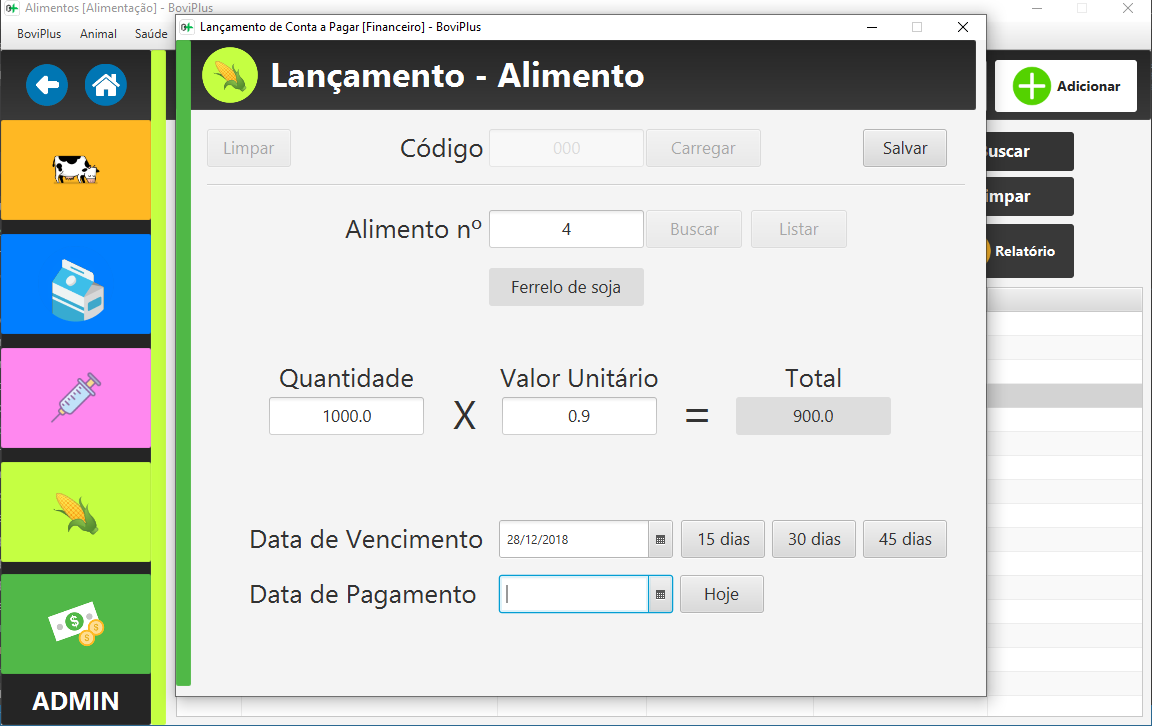 Alimentos [Alimentação] - BoviPlus
BoviPlus Animal Saúde
Lançamento de Conta a Pagar [Financeiro] - BoviPlus
Lançamento - Alimento
Adicionar
Limpar Código 000 Carregar Salvar
uscar
impar
Relatório
Alimento nº 4 Buscar Listar
Ferrelo de soja
Quantidade Valor Unitário Total
1000.0 X 0.9 = 900.0
Data de Vencimento 28/12/2018 15 dias 30 dias 45 dias
Data de Pagamento Hoje
ADMIN